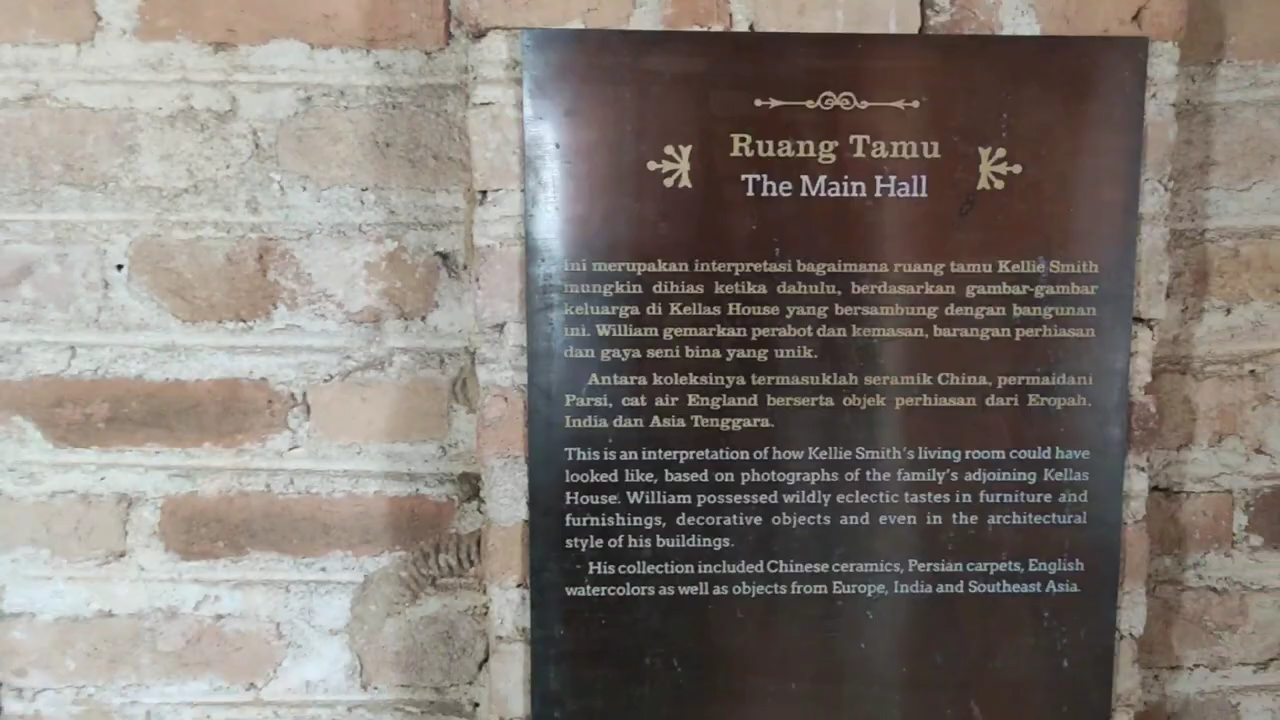 Ruang Tamu
The Main Hall
Ini merupakan interpretasi bagaimana ruang tamu Kellie Smith
mungkin dihias ketika dahulu, berdasarkan gambar-gambar
keluarga di Kellas House yang bersambung dengan bangunan
ini. William gemarkan perabot dan kemasan, barangan perhiasan
dan gaya seni bina yang unik.
Antara koleksinya termasuklah seramik China, permaidani
Parsi, cat air England berserta objek perhiasan dari Eropah,
India dan Asia Tenggara.
This is an interpretation of how Kellie Smith's living room could have
looked like, based on photographs of the family's adjoining Kellas
House. William possessed wildly eclectic tastes in furniture and
furnishings, decorative objects and even in the architectural
style of his buildings.
His collection included Chinese ceramics, Persian carpets, English
watercolors as well as objects from Europe, India and Southeast Asia.